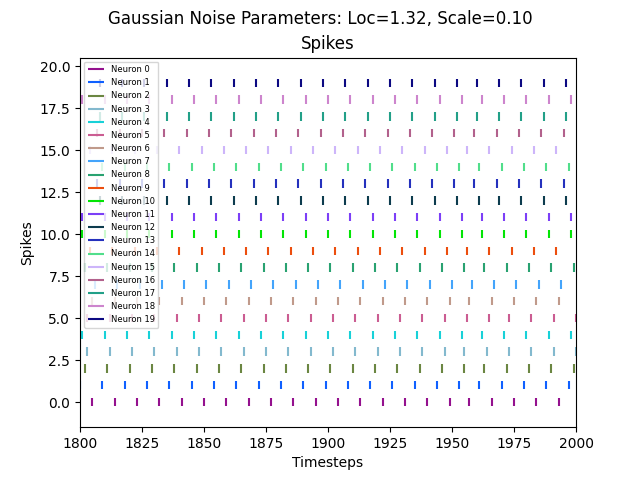 Gaussian Noise Parameters: Loc=1.32, Scale=0.10
Spikes
20.0
17.5
15.0
12.5
10.0
7.5
5.0
2.5
0.0
Spikes
Neuron 0
Neuron 1
Neuron 2
Neuron 3
Neuron 4
Neuron 5
Neuron 6
Neuron 7
Neuron 8
Neuron 9
Neuron 10
Neuron 11
Neuron 12
Neuron 13
Neuron 14
Neuron 15
Neuron 16
Neuron 17
Neuron 18
Neuron 19
1800 1825 1850 1875 1900 1925 1950 1975 2000
Timesteps